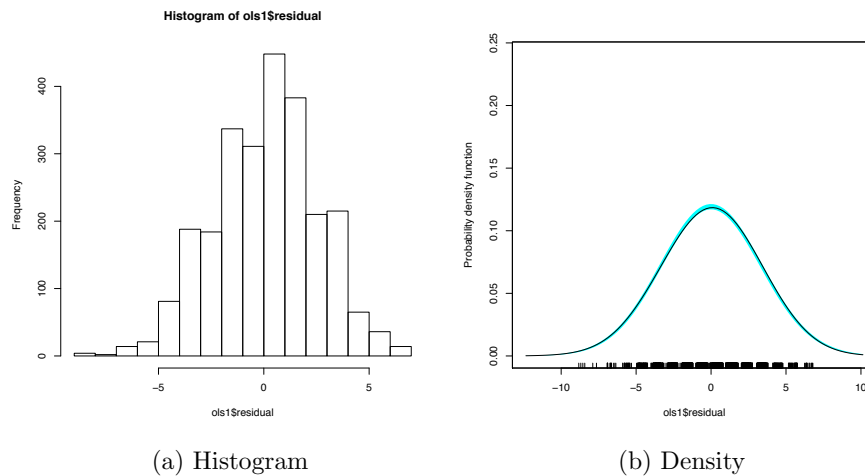 Histogram of ols1$residual
Frequency
0
100
200
300
400
−5
0
5
ols1$residual
(a) Histogram
Probability density function
0.00
0.05
0.10
0.15
0.20
0.25
−10
−5
0
5
10
ols1$residual
(b) Density